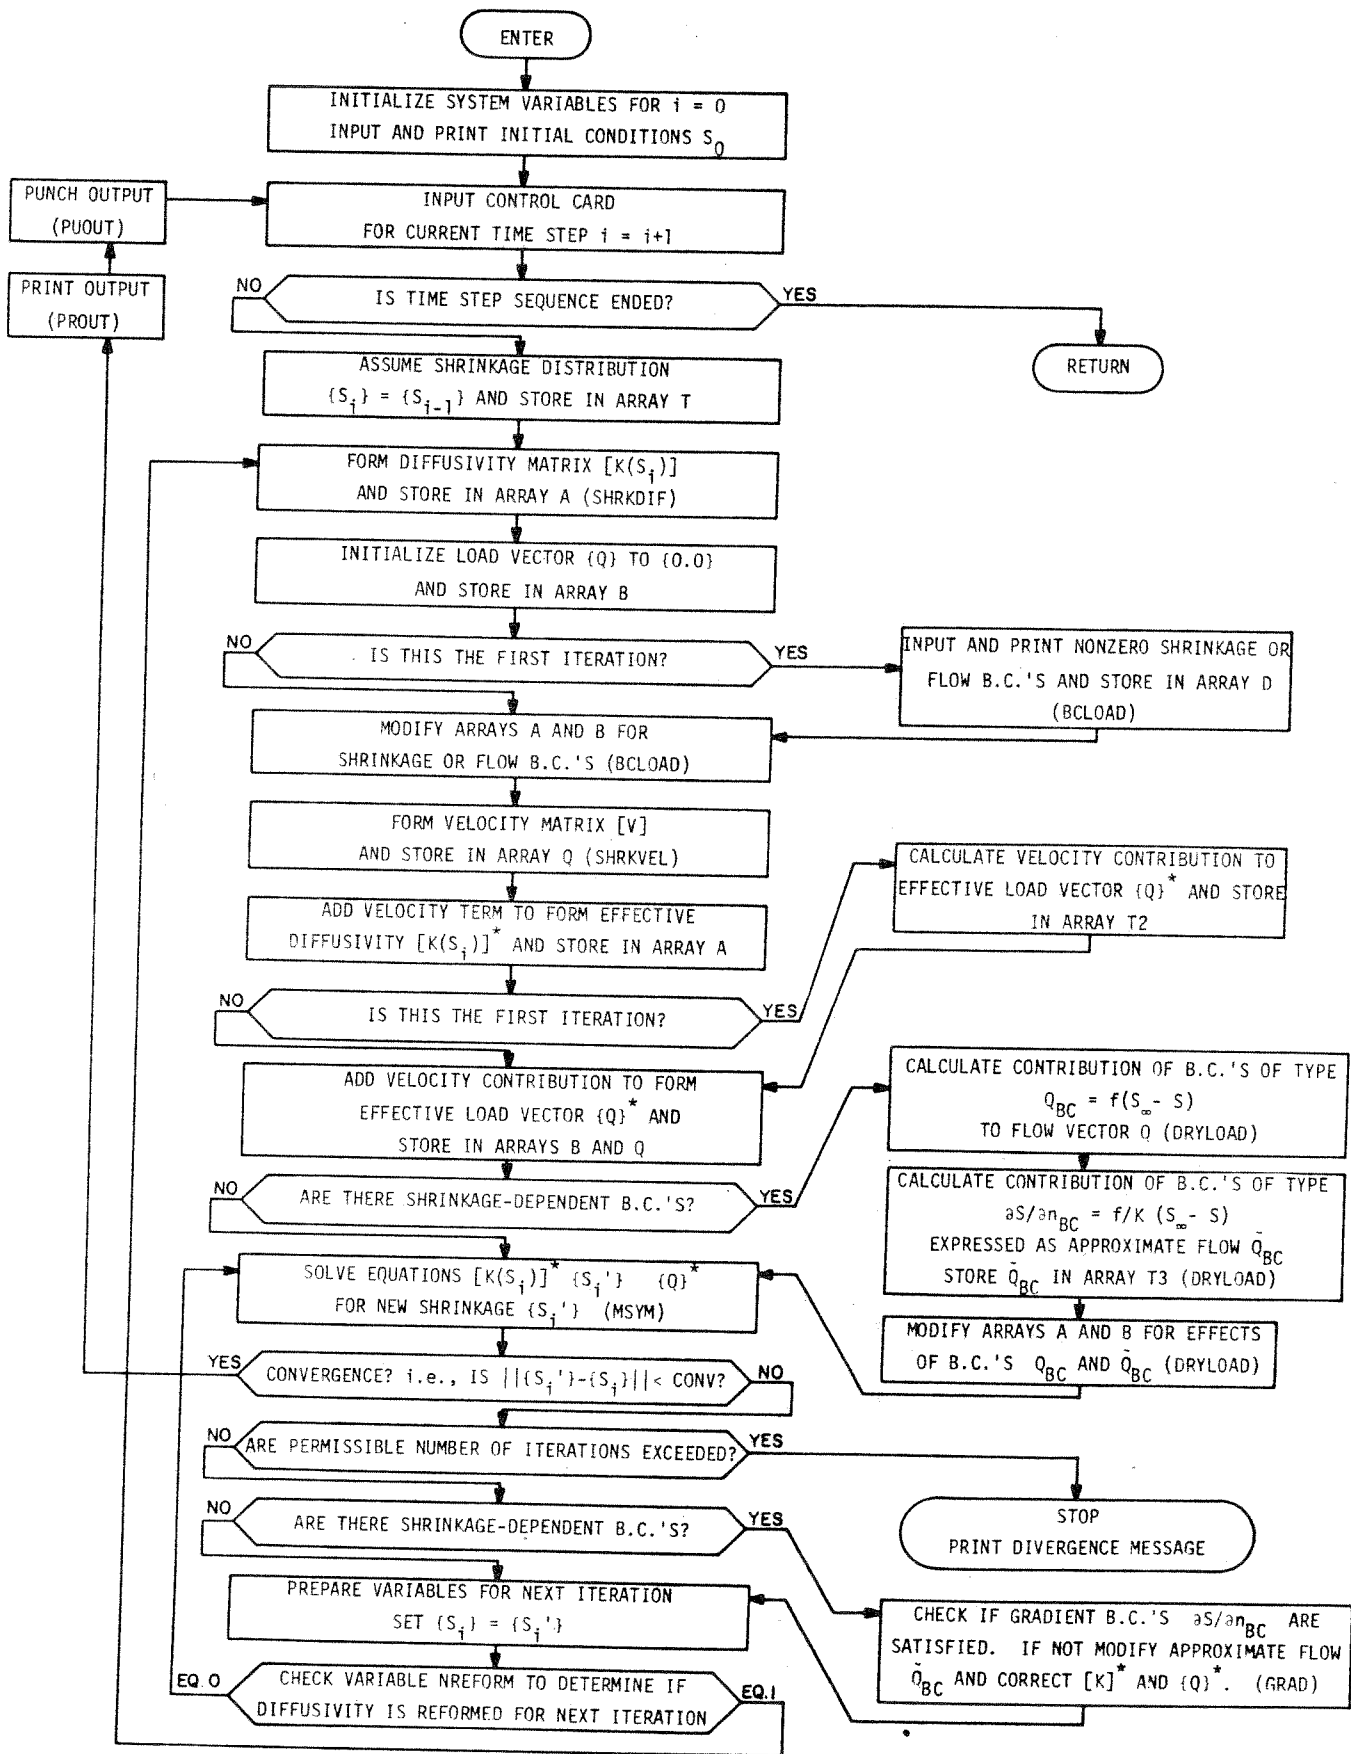 ENTER
INITIALIZE SYSTEM VARIABLES FOR i = 0
INPUT AND PRINT INITIAL CONDITIONS S0
PUNCH OUTPUT
(PUOUT)
INPUT CONTROL CARD
FOR CURRENT TIME STEP i = i+1
PRINT OUTPUT
(PROUT)
NO
IS TIME STEP SEQUENCE ENDED?
YES
RETURN
ASSUME SHRINKAGE DISTRIBUTION
{Si} = {Si-1} AND STORE IN ARRAY T
FORM DIFFUSIVITY MATRIX [K(Si)]
AND STORE IN ARRAY A (SHRKDIF)
INITIALIZE LOAD VECTOR {Q} TO {0.0}
AND STORE IN ARRAY B
NO
IS THIS THE FIRST ITERATION?
YES
INPUT AND PRINT NONZERO SHRINKAGE OR
FLOW B.C.'S AND STORE IN ARRAY D
(BCLOAD)
MODIFY ARRAYS A AND B FOR
SHRINKAGE OR FLOW B.C.'S (BCLOAD)
FORM VELOCITY MATRIX [V]
AND STORE IN ARRAY Q (SHRKVEL)
CALCULATE VELOCITY CONTRIBUTION TO
EFFECTIVE LOAD VECTOR {Q}* AND STORE
IN ARRAY T2
ADD VELOCITY TERM TO FORM EFFECTIVE
DIFFUSIVITY [K(Si)]* AND STORE IN ARRAY A
NO
IS THIS THE FIRST ITERATION?
YES
ADD VELOCITY CONTRIBUTION TO FORM
EFFECTIVE LOAD VECTOR {Q}* AND
STORE IN ARRAYS B AND Q
CALCULATE CONTRIBUTION OF B.C.'S OF TYPE
QBC = f(S∞- S)
TO FLOW VECTOR Q (DRYLOAD)
NO
ARE THERE SHRINKAGE-DEPENDENT B.C.'S?
YES
CALCULATE CONTRIBUTION OF B.C.'S OF TYPE
∂S/∂nBC = f/K (S∞- S)
EXPRESSED AS APPROXIMATE FLOW Q̃BC
STORE Q̃BC IN ARRAY T3 (DRYLOAD)
SOLVE EQUATIONS [K(Si)]* {Si'} {Q}*
FOR NEW SHRINKAGE {Si'} (MSYM)
MODIFY ARRAYS A AND B FOR EFFECTS
OF B.C.'S QBC AND Q̃BC (DRYLOAD)
YES
CONVERGENCE? i.e., IS ||{Si'}-{Si}||< CONV?
NO
NO
ARE PERMISSIBLE NUMBER OF ITERATIONS EXCEEDED?
YES
STOP
PRINT DIVERGENCE MESSAGE
NO
ARE THERE SHRINKAGE-DEPENDENT B.C.'S?
YES
PREPARE VARIABLES FOR NEXT ITERATION
SET {Si} = {Si'}
CHECK IF GRADIENT B.C.'S ∂S/∂nBC ARE
SATISFIED. IF NOT MODIFY APPROXIMATE FLOW
Q̃BC AND CORRECT [K]* AND {Q}*. (GRAD)
EQ.0
CHECK VARIABLE NREFORM TO DETERMINE IF
DIFFUSIVITY IS REFORMED FOR NEXT ITERATION
EQ.1